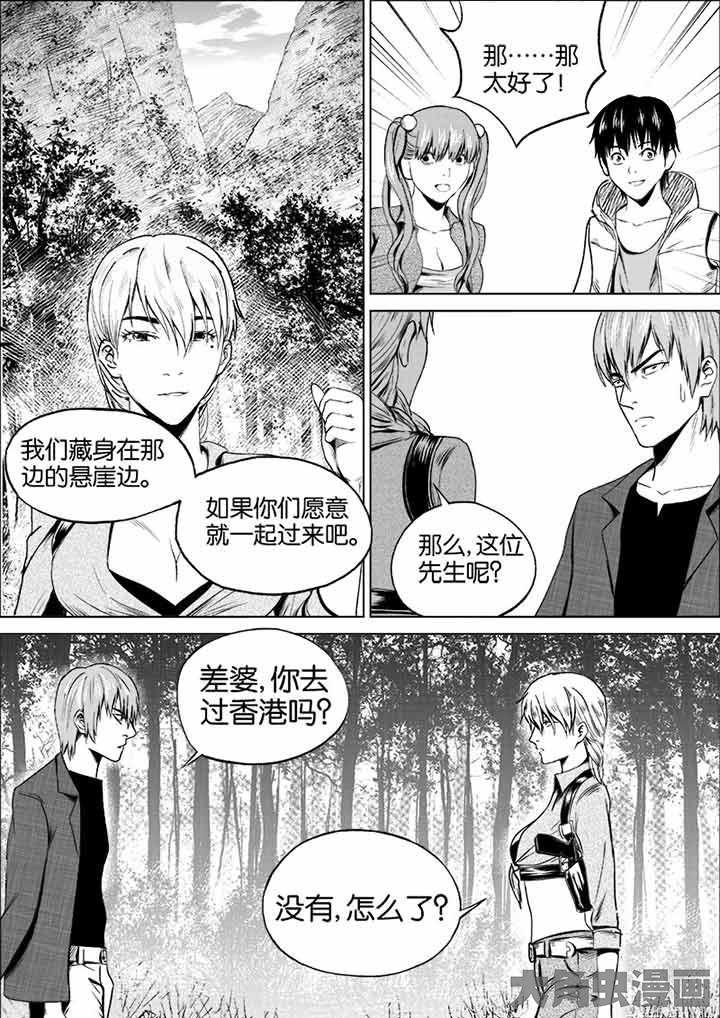 我们藏身在那
边的悬崖边。
如果你们愿意
就一起过来吧。
那……那
太好了！
那么，这位
先生呢？
差婆，你去
过香港吗？
没有，怎么了？
大角虫漫画